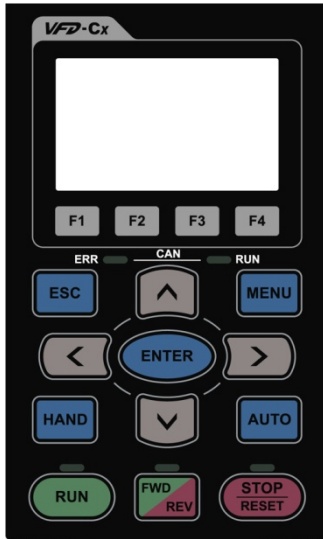 VFD-Cx
F1 F2 F3 F4
ERR CAN RUN
ESC MENU
ENTER
HAND AUTO
RUN FWD REV STOP RESET